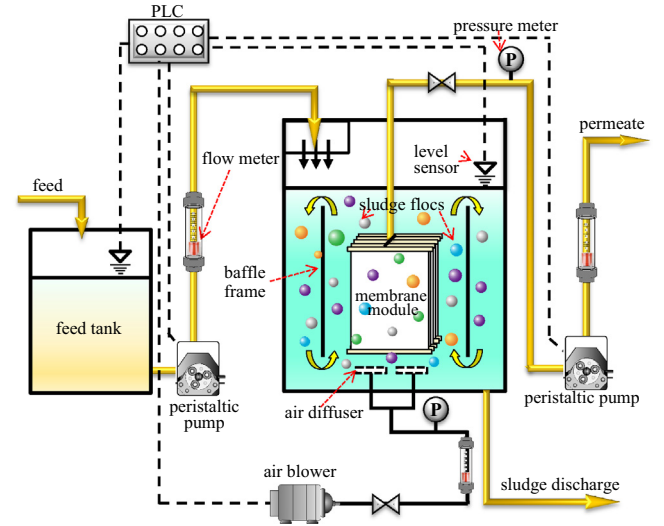 PLC
pressure meter
P
permeate
flow meter
level
sensor
feed
sludge flocs
baffle
frame
membrane
module
feed tank
peristaltic
pump
peristaltic pump
air diffuser
P
air blower
sludge discharge